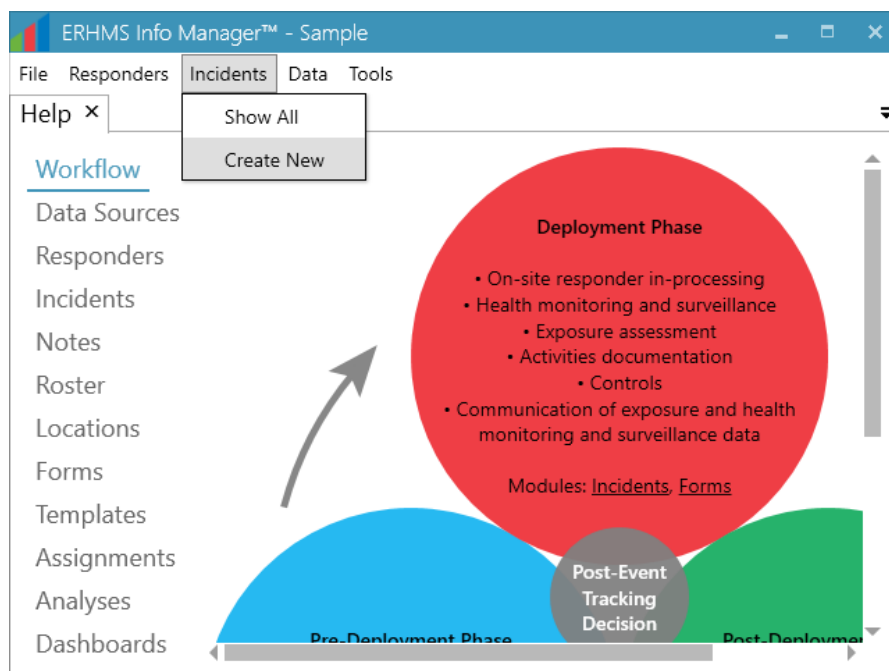 ERHMS Info Manager™ - Sample
File Responders Incidents Data Tools
Help ×
Show All
Create New
Workflow
Data Sources
Responders
Incidents
Notes
Roster
Locations
Forms
Templates
Assignments
Analyses
Dashboards
Deployment Phase
• On-site responder in-processing
• Health monitoring and surveillance
• Exposure assessment
• Activities documentation
• Controls
• Communication of exposure and health
monitoring and surveillance data
Modules: Incidents, Forms
Post-Event
Tracking
Decision
Pre-Deployment Phase
Post-Deploymen